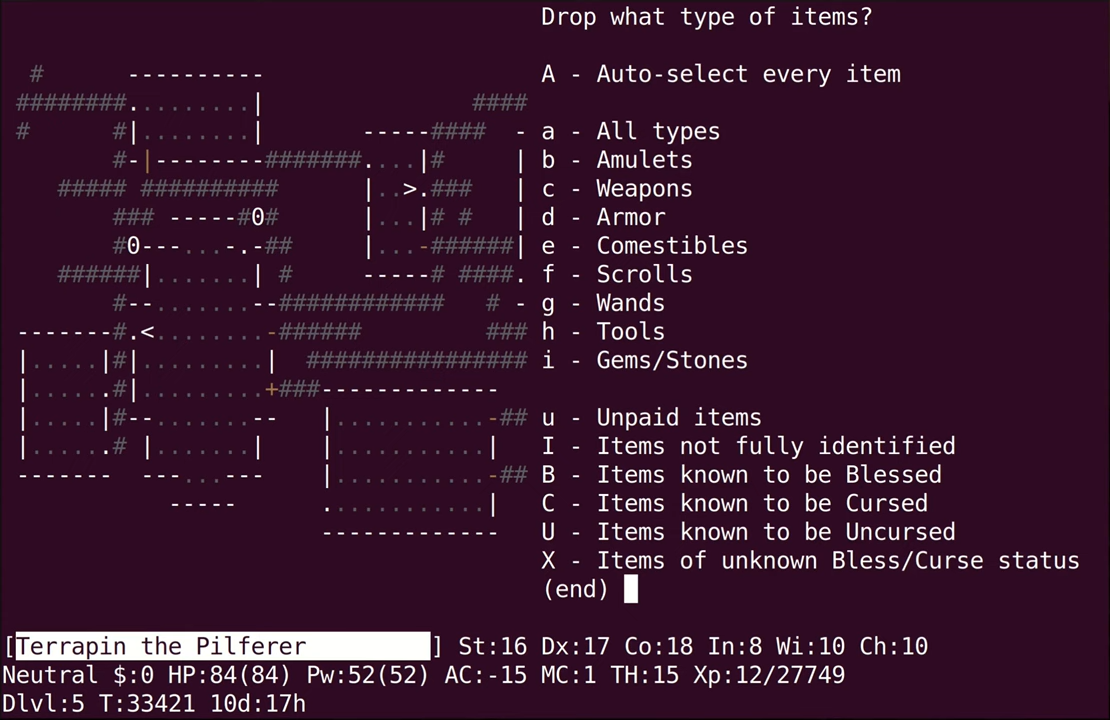 Drop what type of items?
 #      ----------                            A - Auto-select every item
########.........|               ####
#      #|........|       -----####  - a - All types
       #-|--------#######....|#     | b - Amulets
   ##### ##########      |..>.###   | c - Weapons
       ### -----#0#      |...|# #   | d - Armor
       #0---...-.-##     |...-######| e - Comestibles
   ######|.......| #     -----# ####. f - Scrolls
       #--.......--############   # - g - Wands
-------#.<........-######         ### h - Tools
|.....|#|.........|  ################ i - Gems/Stones
|......#|.........+###-------------
|.....|#--.......--   |...........-## u - Unpaid items
|......# |.......|    |...........|   I - Items not fully identified
-------  ---...---    |...........-## B - Items known to be Blessed
           -----      ............|   C - Items known to be Cursed
                      -------------   U - Items known to be Uncursed
X - Items of unknown Bless/Curse status
(end)
[Terrapin the Pilferer         ] St:16 Dx:17 Co:18 In:8 Wi:10 Ch:10
Neutral $:0 HP:84(84) Pw:52(52) AC:-15 MC:1 TH:15 Xp:12/27749
Dlvl:5 T:33421 10d:17h